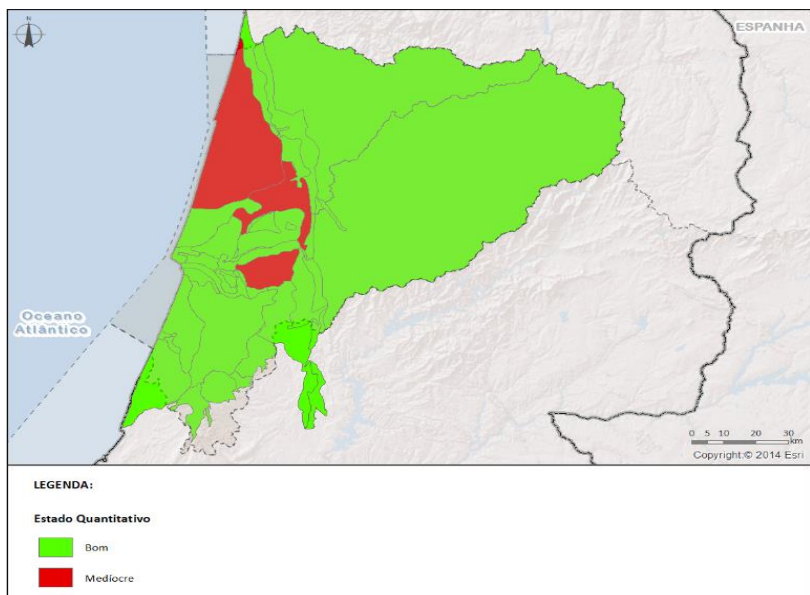 N
ESPANHA
Oceano
Atlântico
0 5 10 20 30
km
Copyright:© 2014 Esri
LEGENDA:
Estado Quantitativo
Bom
Medíocre